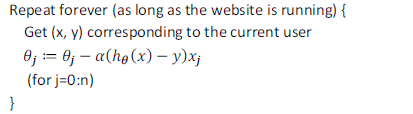 Repeat forever (as long as the website is running) {
Get (x, y) corresponding to the current user
θⱼ := θⱼ − α(h_θ(x) − y)xⱼ
(for j=0:n)
}